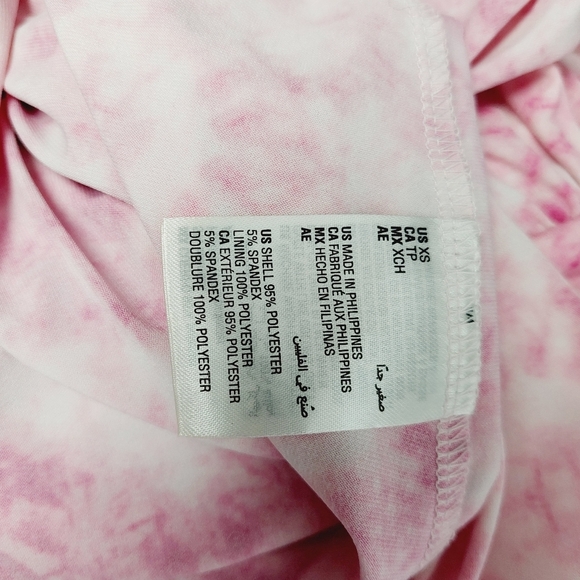 US XS
CA TP
MX XCH
AE صغير جدًا
US MADE IN PHILIPPINES
CA FABRIQUÉ AUX PHILIPPINES
MX HECHO EN FILIPINAS
AE صُنع في الفلبين
US SHELL 95% POLYESTER
5% SPANDEX
LINING 100% POLYESTER
CA EXTÉRIEUR 95% POLYESTER
5% SPANDEX
DOUBLURE 100% POLYESTER